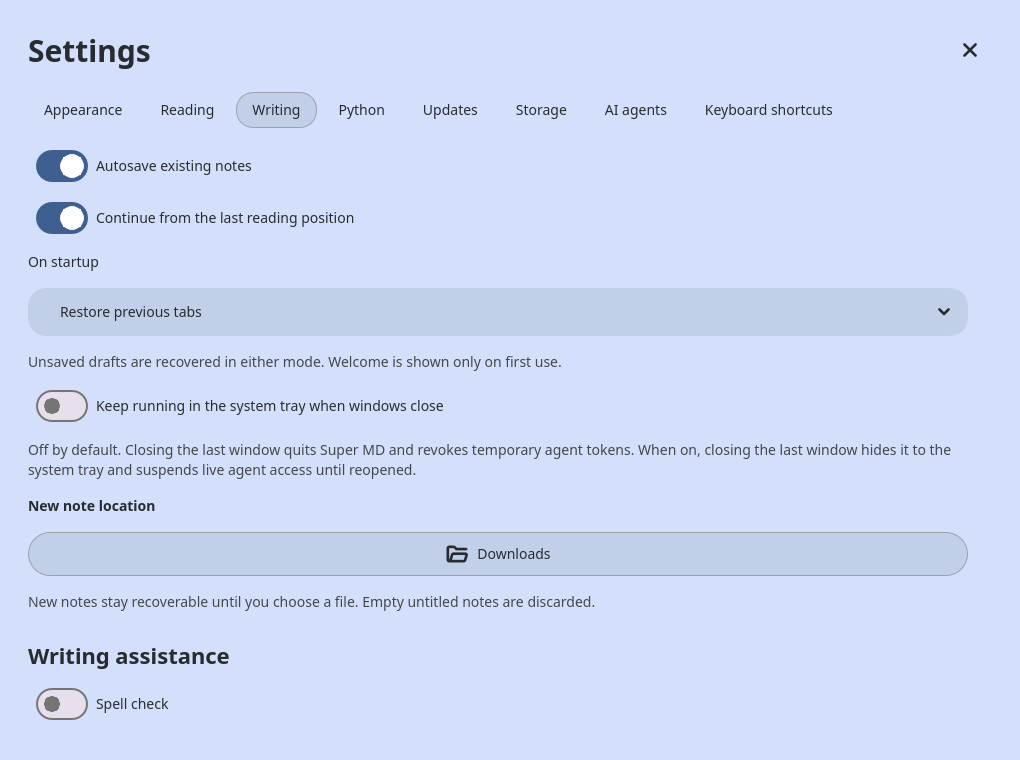 Settings
Appearance
Reading
Writing
Python
Updates
Storage
AI agents
Keyboard shortcuts
Autosave existing notes
Continue from the last reading position
On startup
Restore previous tabs
Unsaved drafts are recovered in either mode. Welcome is shown only on first use.
Keep running in the system tray when windows close
Off by default. Closing the last window quits Super MD and revokes temporary agent tokens. When on, closing the last window hides it to the
system tray and suspends live agent access until reopened.
New note location
Downloads
New notes stay recoverable until you choose a file. Empty untitled notes are discarded.
Writing assistance
Spell check